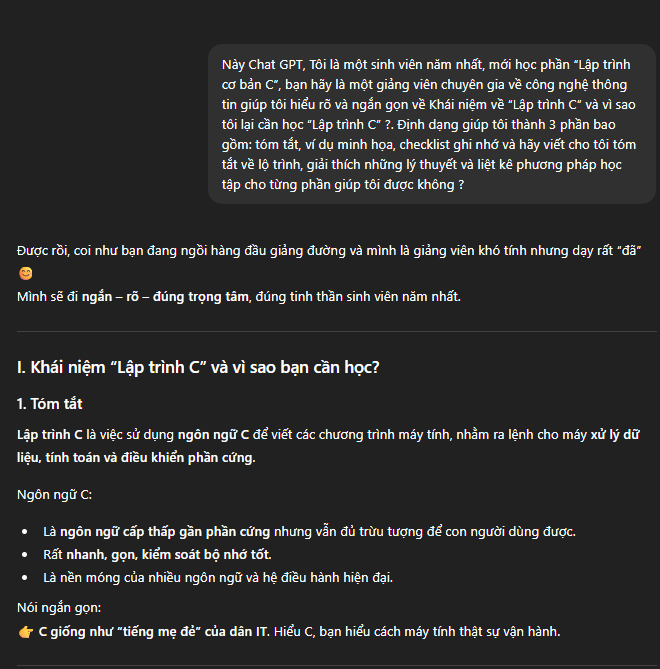 Này Chat GPT, Tôi là một sinh viên năm nhất, mới học phần “Lập trình
cơ bản C”, bạn hãy là một giảng viên chuyên gia về công nghệ thông
tin giúp tôi hiểu rõ và ngắn gọn về Khái niệm về “Lập trình C” và vì sao
tôi lại cần học “Lập trình C” ?. Định dạng giúp tôi thành 3 phần bao
gồm: tóm tắt, ví dụ minh họa, checklist ghi nhớ và hãy viết cho tôi tóm
tắt về lộ trình, giải thích những lý thuyết và liệt kê phương pháp học
tập cho từng phần giúp tôi được không ?
Được rồi, coi như bạn đang ngồi hàng đầu giảng đường và mình là giảng viên khó tính nhưng dạy rất “đã”
😊
Mình sẽ đi ngắn – rõ – đúng trọng tâm, đúng tinh thần sinh viên năm nhất.
I. Khái niệm “Lập trình C” và vì sao bạn cần học?
1. Tóm tắt
Lập trình C là việc sử dụng ngôn ngữ C để viết các chương trình máy tính, nhằm ra lệnh cho máy xử lý dữ
liệu, tính toán và điều khiển phần cứng.
Ngôn ngữ C:
• Là ngôn ngữ cấp thấp gần phần cứng nhưng vẫn đủ trừu tượng để con người dùng được.
• Rất nhanh, gọn, kiểm soát bộ nhớ tốt.
• Là nền móng của nhiều ngôn ngữ và hệ điều hành hiện đại.
Nói ngắn gọn:
👉 C giống như “tiếng mẹ đẻ” của dân IT. Hiểu C, bạn hiểu cách máy tính thật sự vận hành.